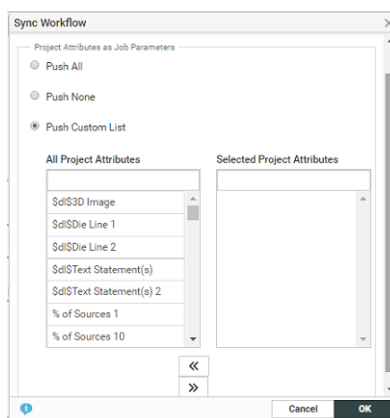 Sync Workflow
Project Attributes as Job Parameters
Push All
Push None
Push Custom List
All Project Attributes
Selected Project Attributes
$dl$3D Image
$dl$Die Line 1
$dl$Die Line 2
$dl$Text Statement(s)
$dl$Text Statement(s) 2
% of Sources 1
% of Sources 10
Cancel
OK